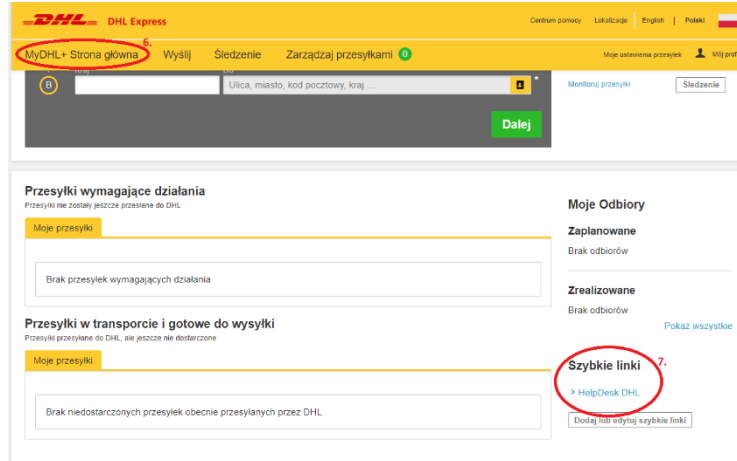 DHL DHL Express
Centrum pomocy Lokalizacje English | Polski
6.
MyDHL+ Strona główna Wyślij Śledzenie Zarządzaj przesyłkami 0 Moje ustawienia przesyłek Mój prof
B Ulica, miasto, kod pocztowy, kraj ... *
Monitoruj przesyłki Śledzenie
Dalej
Przesyłki wymagające działania
Przesyłki nie zostały jeszcze przesłane do DHL
Moje przesyłki
Brak przesyłek wymagających działania
Przesyłki w transporcie i gotowe do wysyłki
Przesyłki przesyłane do DHL, ale jeszcze nie dostarczone
Moje przesyłki
Brak niedostarczonych przesyłek obecnie przesyłanych przez DHL
Moje Odbiory
Zaplanowane
Brak odbiorów
Zrealizowane
Brak odbiorów
Pokaż wszystkie
Szybkie linki 7.
> HelpDesk DHL
Dodaj lub edytuj szybkie linki